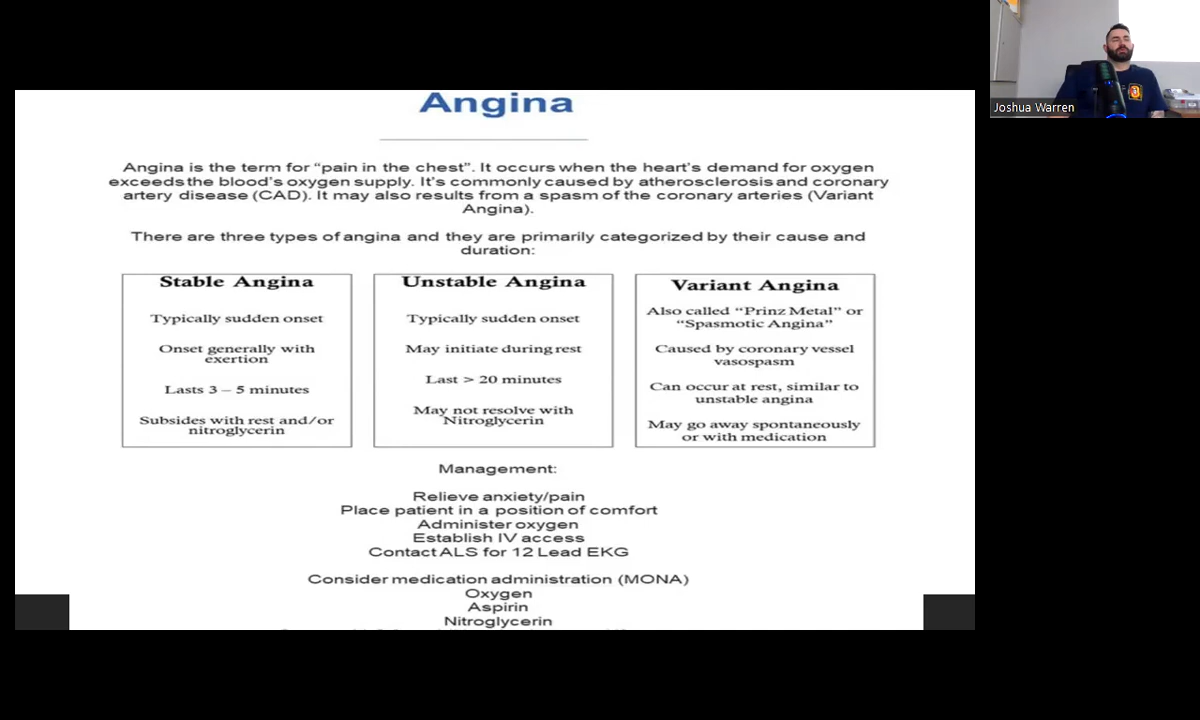 Angina
Angina is the term for “pain in the chest”. It occurs when the heart's demand for oxygen
exceeds the blood's oxygen supply. It's commonly caused by atherosclerosis and coronary
artery disease (CAD). It may also results from a spasm of the coronary arteries (Variant
Angina).
There are three types of angina and they are primarily categorized by their cause and
duration:
Stable Angina
Typically sudden onset
Onset generally with
exertion
Lasts 3 – 5 minutes
Subsides with rest and/or
nitroglycerin
Unstable Angina
Typically sudden onset
May initiate during rest
Last > 20 minutes
May not resolve with
Nitroglycerin
Variant Angina
Also called “Prinz Metal” or
“Spasmotic Angina”
Caused by coronary vessel
vasospasm
Can occur at rest, similar to
unstable angina
May go away spontaneously
or with medication
Management:
Relieve anxiety/pain
Place patient in a position of comfort
Administer oxygen
Establish IV access
Contact ALS for 12 Lead EKG
Consider medication administration (MONA)
Oxygen
Aspirin
Nitroglycerin
Joshua Warren